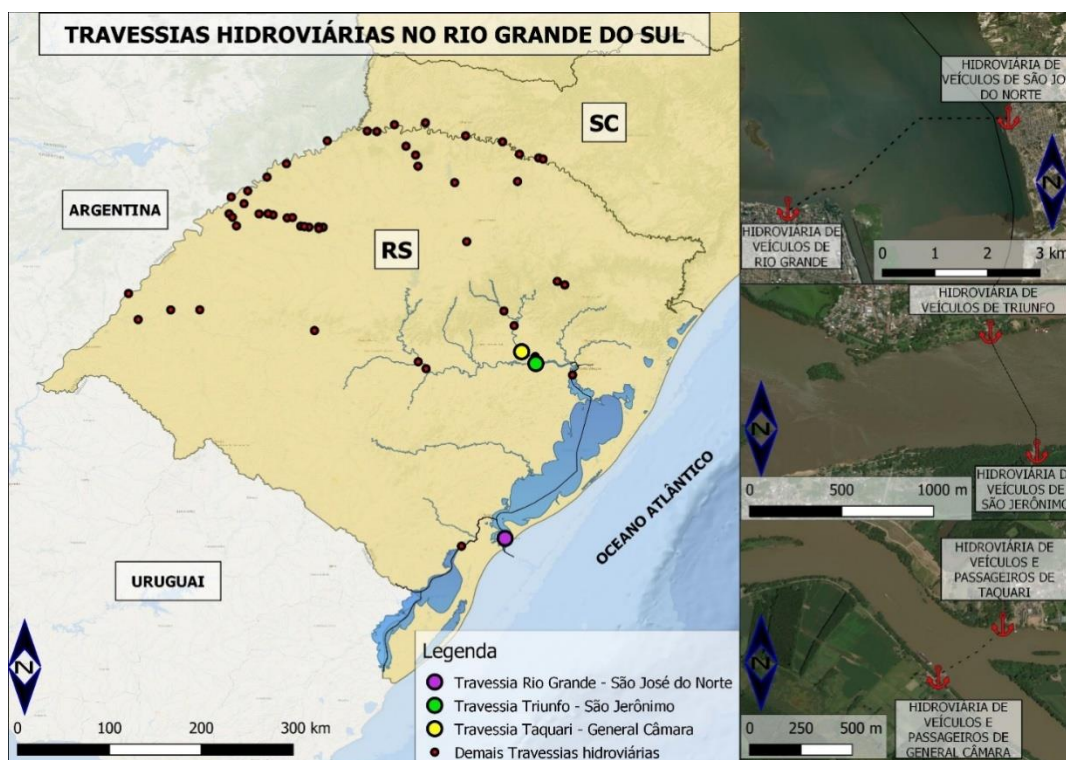 TRAVESSIAS HIDROVIÁRIAS NO RIO GRANDE DO SUL
SC
ARGENTINA
RS
OCEANO ATLÂNTICO
URUGUAI
N
0 100 200 300 km
Legenda
Travessia Rio Grande - São José do Norte
Travessia Triunfo - São Jerônimo
Travessia Taquari - General Câmara
Demais Travessias hidroviárias
HIDROVIÁRIA DE
VEÍCULOS DE SÃO JO
DO NORTE
N
HIDROVIÁRIA DE
VEÍCULOS DE
RIO GRANDE
0 1 2 3 km
HIDROVIÁRIA DE
VEÍCULOS DE TRIUNFO
N
HIDROVIÁRIA D
VEÍCULOS DE
SÃO JERÔNIMO
0 500 1000 m
HIDROVIÁRIA DE
VEÍCULOS E
PASSAGEIROS DE
TAQUARI
N
HIDROVIÁRIA DE
VEÍCULOS E
PASSAGEIROS DE
GENERAL CÂMARA
0 250 500 m